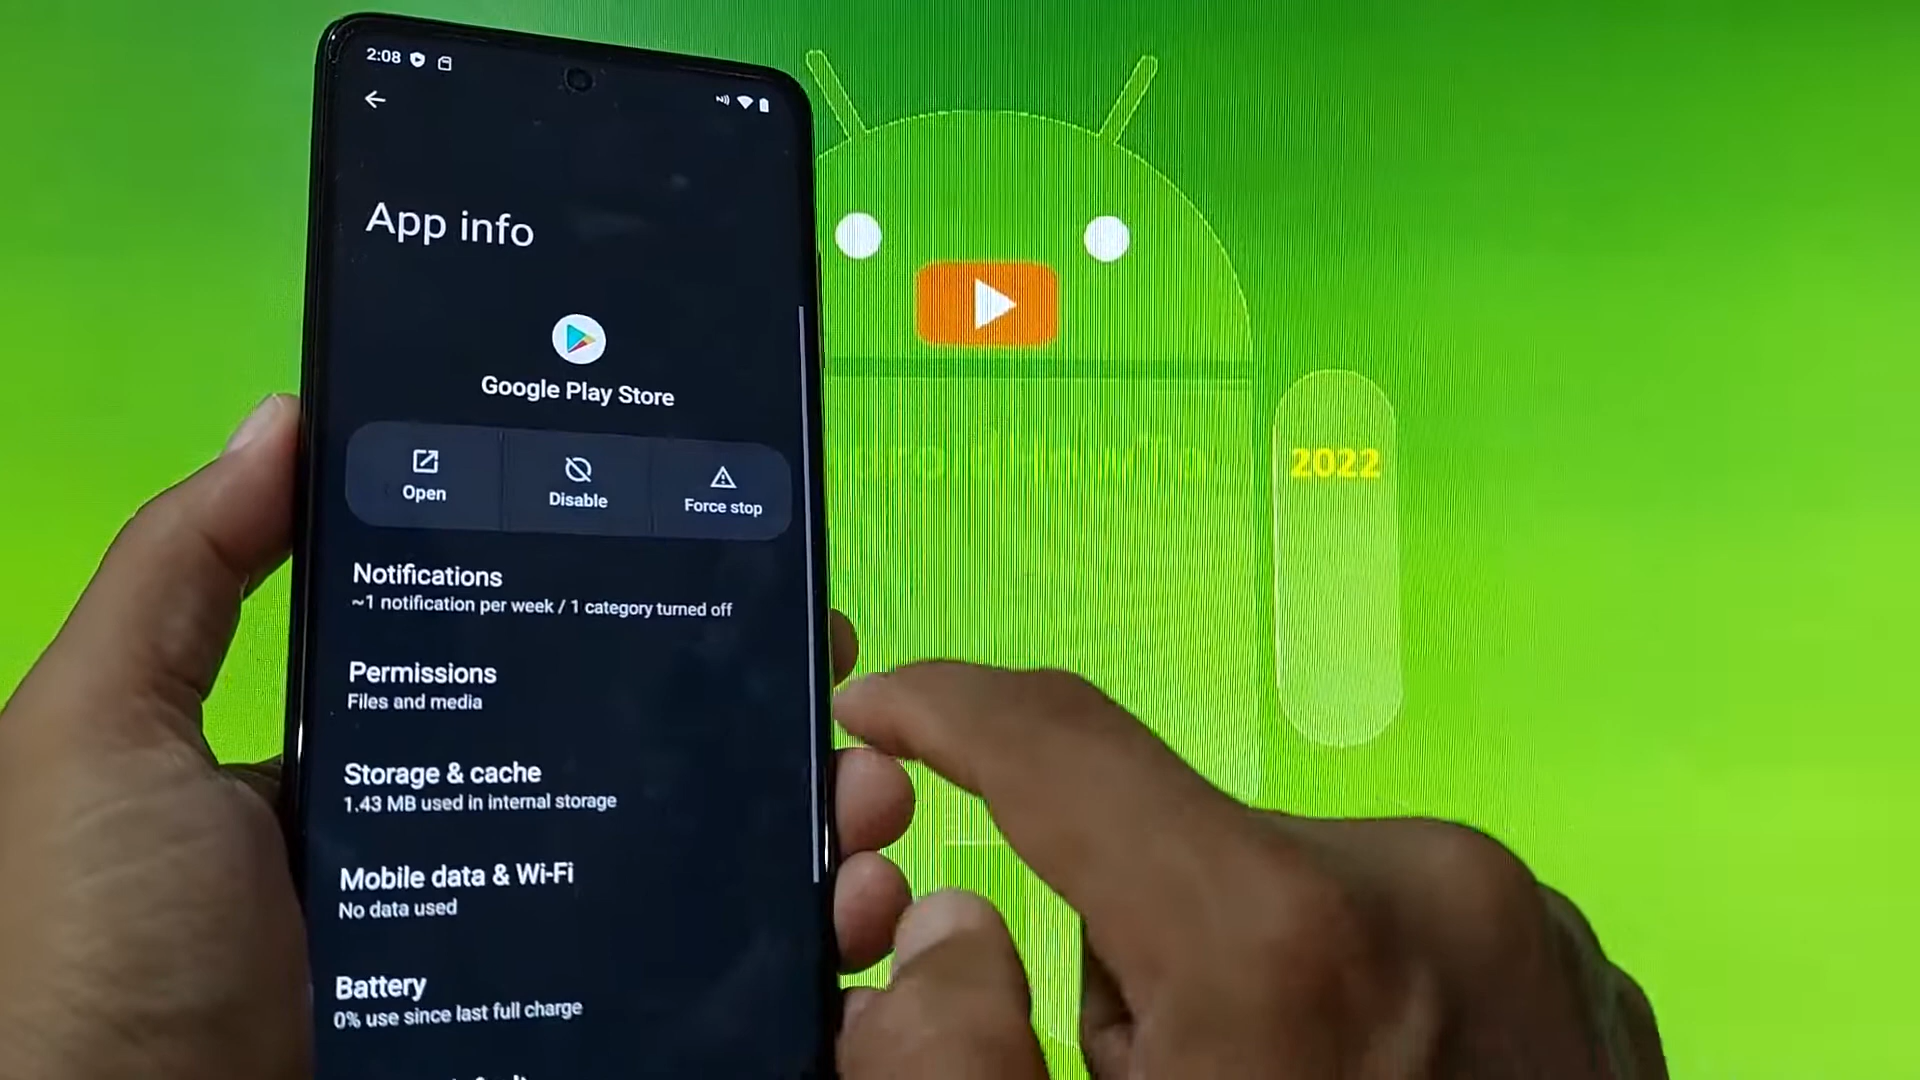 2:08
App info
Google Play Store
Open
Disable
Force stop
Notifications
~1 notification per week / 1 category turned off
Permissions
Files and media
Storage & cache
1.43 MB used in internal storage
Mobile data & Wi-Fi
No data used
Battery
0% use since last full charge
2022